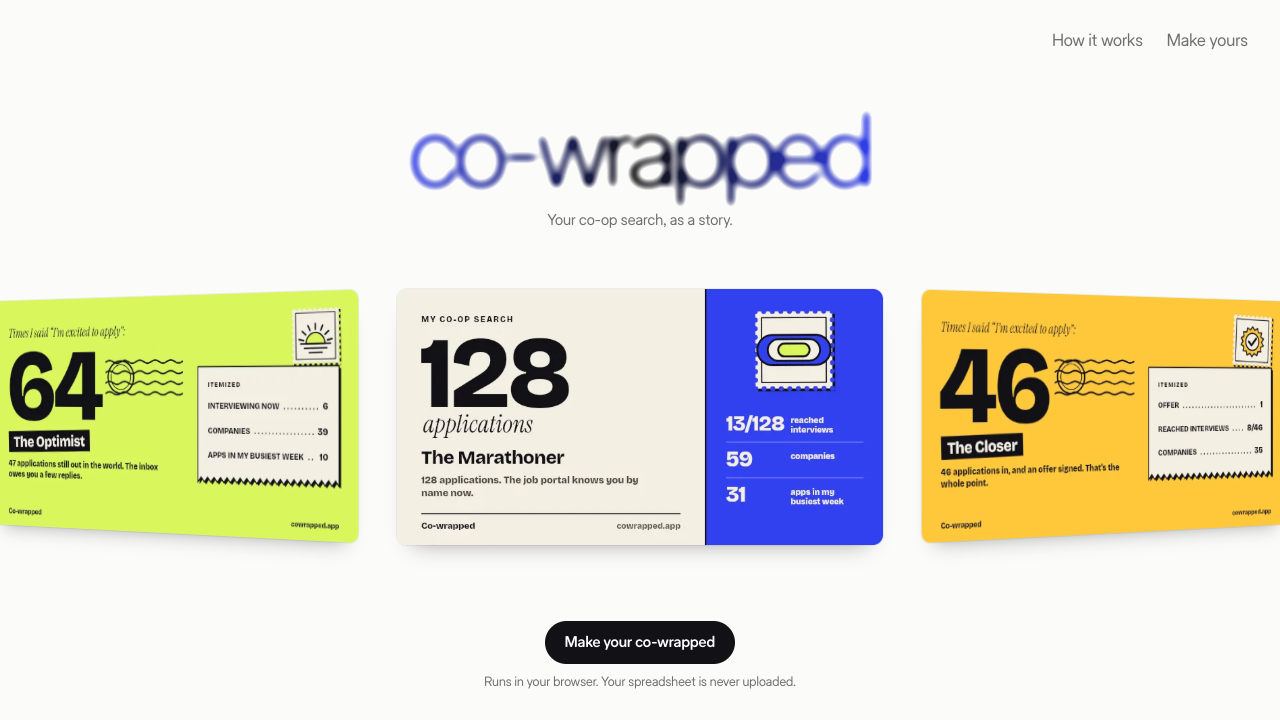 How it works
Make yours
co-wrapped
Your co-op search, as a story.
Times I said "I'm excited to apply":
64
The Optimist
47 applications still out in the world. The inbox
owes you a few replies.
ITEMIZED
INTERVIEWING NOW ........... 6
COMPANIES .................. 39
APPS IN MY BUSIEST WEEK .. 10
Co-wrapped
cowrapped.app
MY CO-OP SEARCH
128
applications
The Marathoner
128 applications. The job portal knows you by
name now.
Co-wrapped
cowrapped.app
13/128 reached
interviews
59 companies
31 apps in my
busiest week
Times I said "I'm excited to apply":
46
The Closer
46 applications in, and an offer signed. That's the
whole point.
ITEMIZED
OFFER ........................ 1
REACHED INTERVIEWS .... 8/46
COMPANIES .................. 35
Co-wrapped
cowrapped.app
Make your co-wrapped
Runs in your browser. Your spreadsheet is never uploaded.